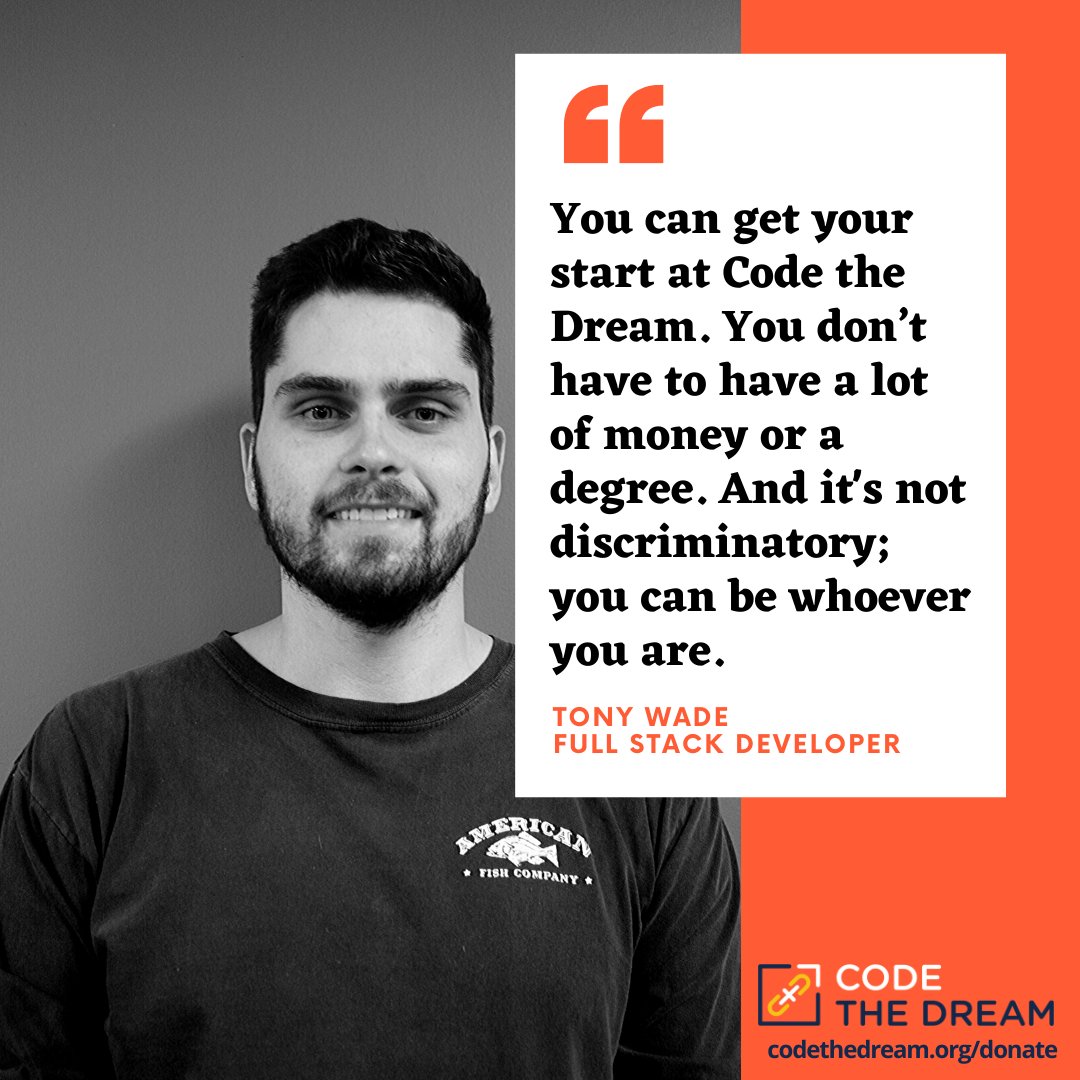 You can get your
start at Code the
Dream. You don’t
have to have a lot
of money or a
degree. And it's not
discriminatory;
you can be whoever
you are.
TONY WADE
FULL STACK DEVELOPER
AMERICAN
FISH COMPANY
CODE
THE DREAM
codethedream.org/donate